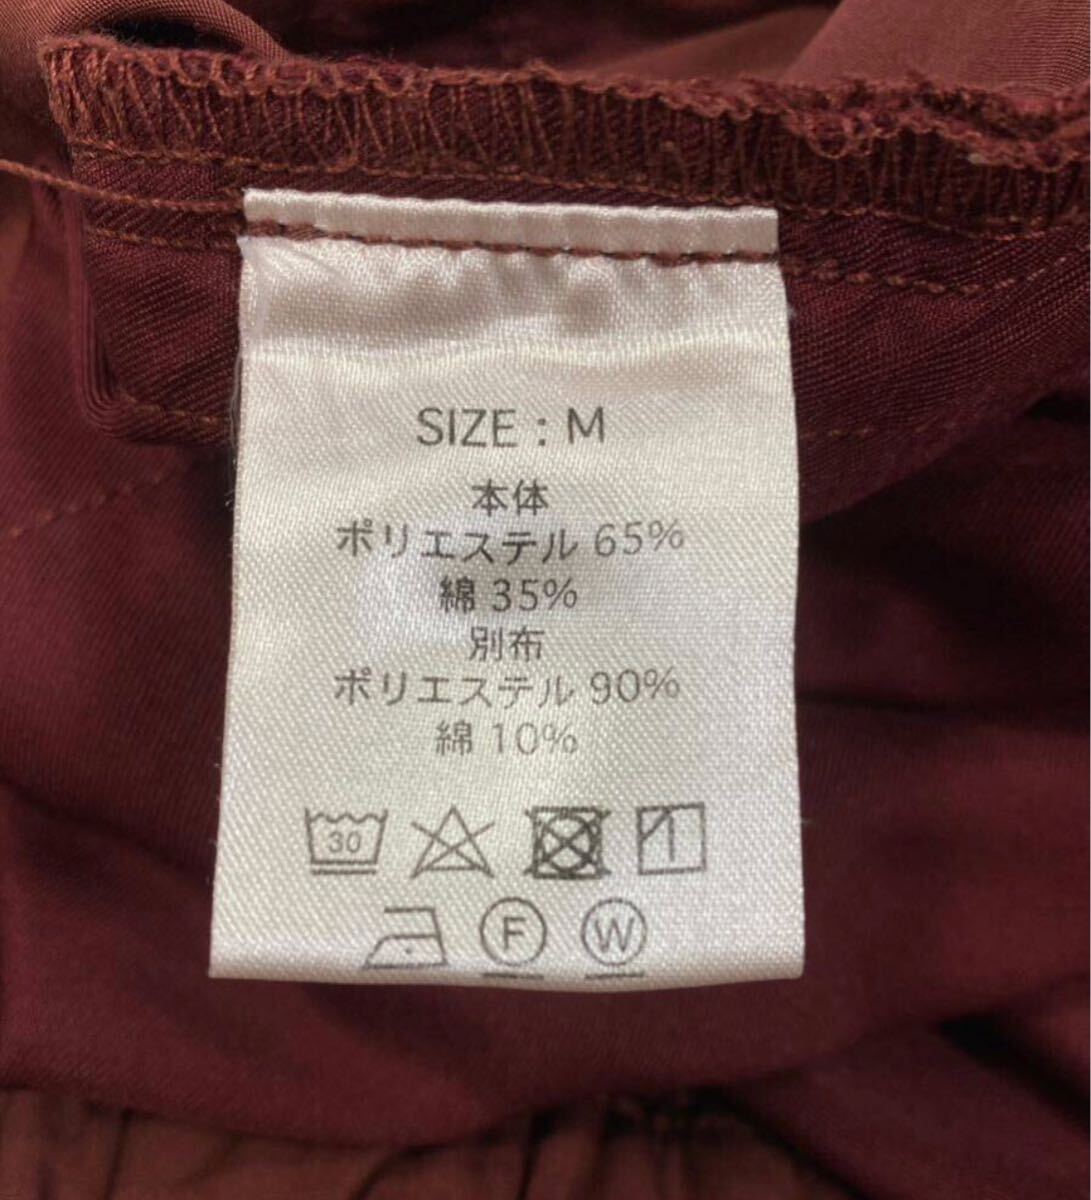 SIZE : M
本体
ポリエステル 65%
綿 35%
別布
ポリエステル 90%
綿 10%
30
F W